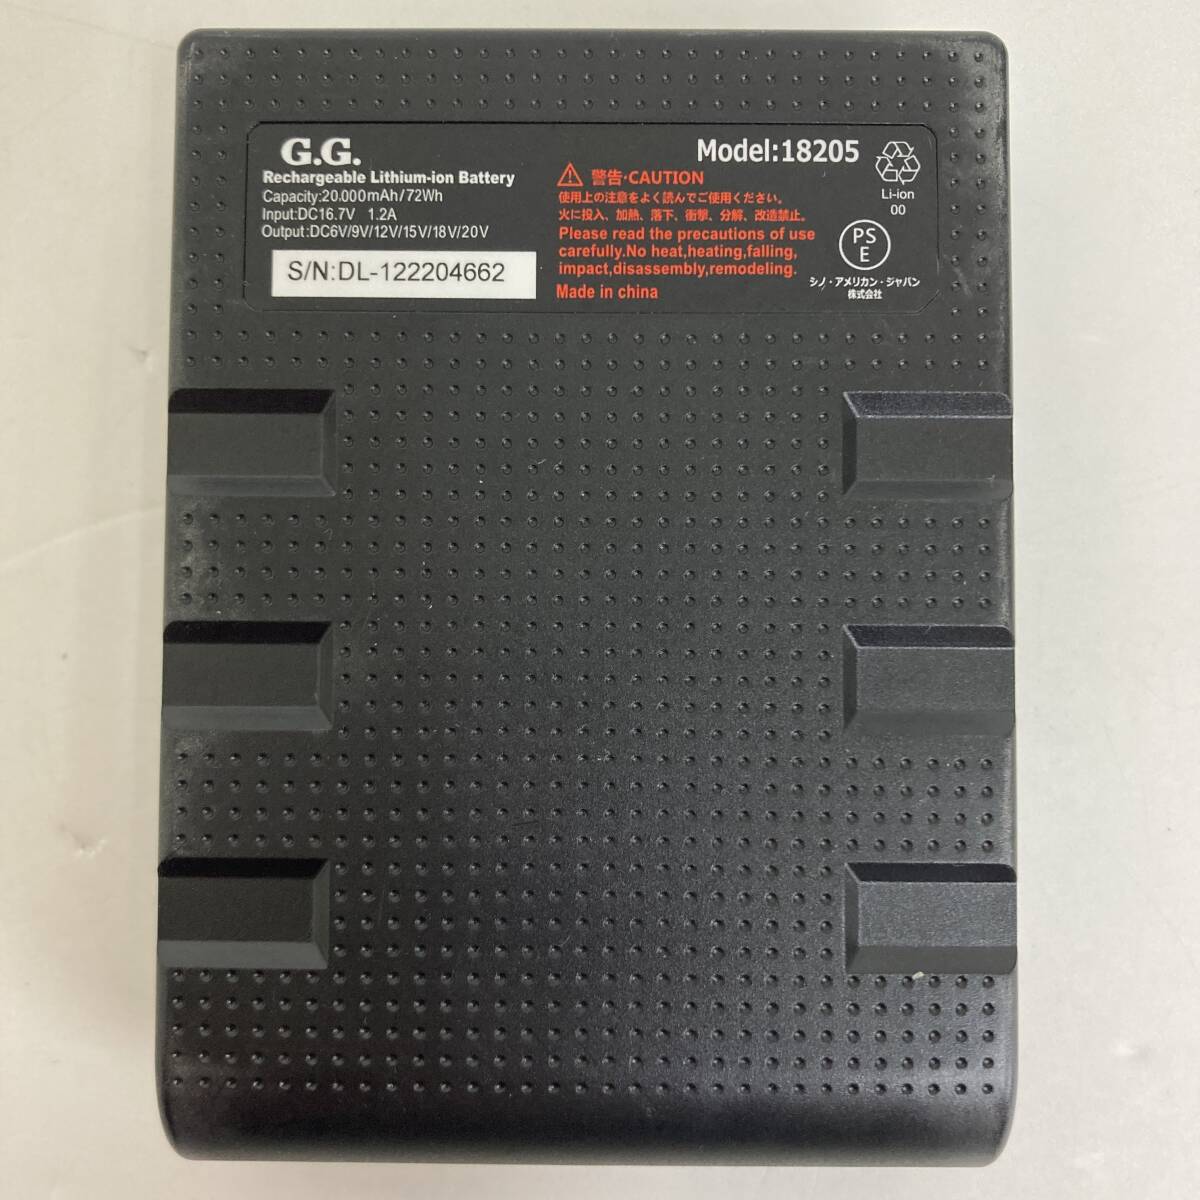 G.G.
Rechargeable Lithium-ion Battery
Capacity:20.000mAh/72Wh
Input:DC16.7V 1.2A
Output:DC6V/9V/12V/15V/18V/20V
S/N:DL-122204662
Model:18205
警告·CAUTION
使用上の注意をよく読んでご使用ください。
火に投入、加熱、落下、衝撃、分解、改造禁止。
Please read the precautions of use
carefully.No heat,heating,falling,
impact,disassembly,remodeling.
Made in china
Li-ion
00
PS
E
シノ・アメリカン・ジャパン
株式会社